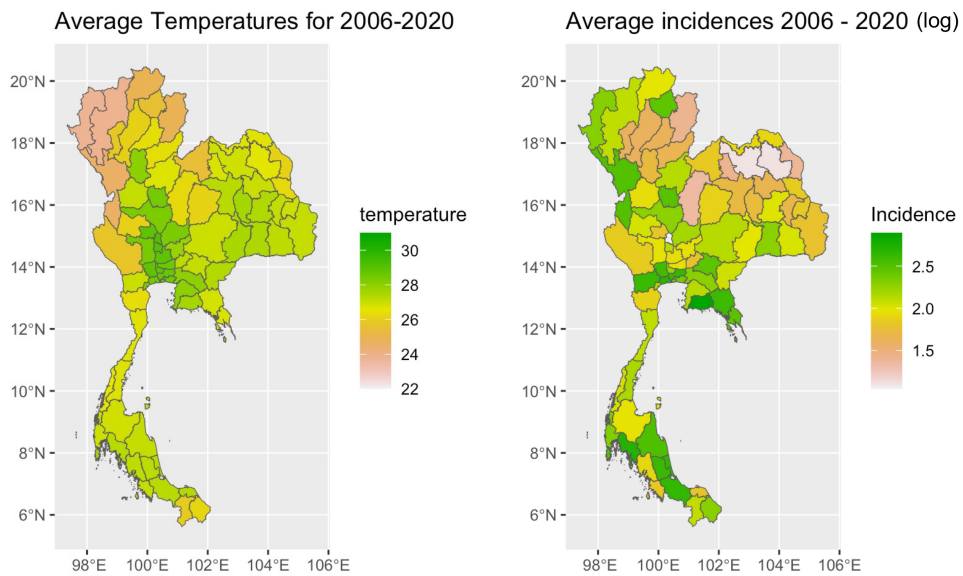 Average Temperatures for 2006-2020
20°N
18°N
16°N
14°N
12°N
10°N
8°N
6°N
98°E 100°E 102°E 104°E 106°E
temperature
30
28
26
24
22
Average incidences 2006 - 2020 (log)
20°N
18°N
16°N
14°N
12°N
10°N
8°N
6°N
98°E 100°E 102°E 104°E 106°E
Incidence
2.5
2.0
1.5